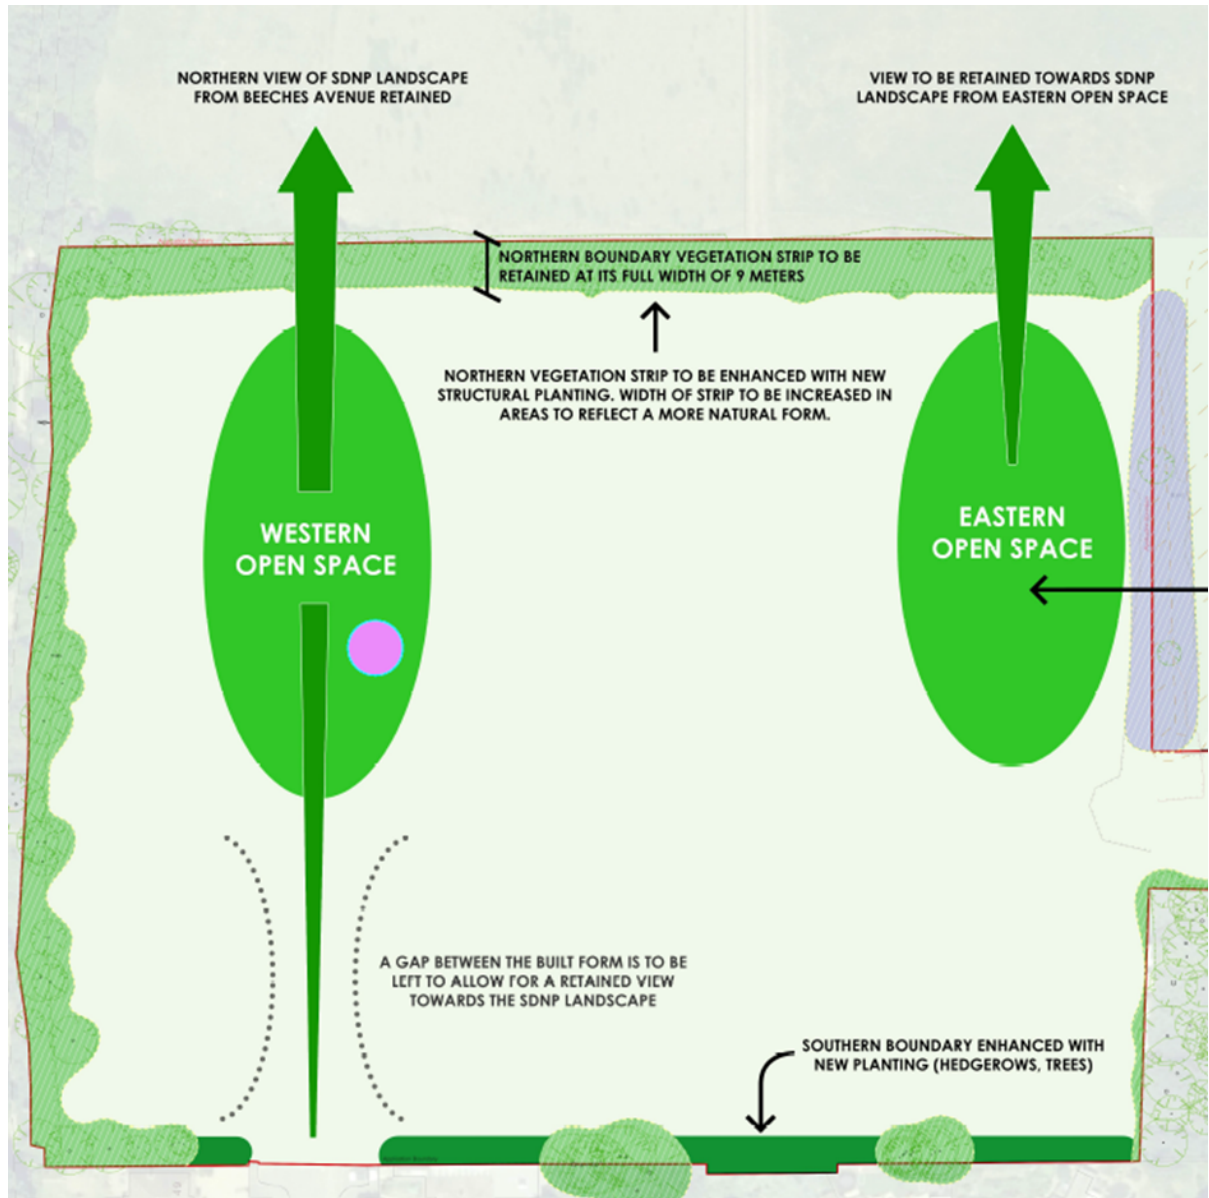 NORTHERN VIEW OF SDNP LANDSCAPE
FROM BEECHES AVENUE RETAINED
VIEW TO BE RETAINED TOWARDS SDNP
LANDSCAPE FROM EASTERN OPEN SPACE
NORTHERN BOUNDARY VEGETATION STRIP TO BE
RETAINED AT ITS FULL WIDTH OF 9 METERS
NORTHERN VEGETATION STRIP TO BE ENHANCED WITH NEW
STRUCTURAL PLANTING. WIDTH OF STRIP TO BE INCREASED IN
AREAS TO REFLECT A MORE NATURAL FORM.
WESTERN
OPEN SPACE
EASTERN
OPEN SPACE
A GAP BETWEEN THE BUILT FORM IS TO BE
LEFT TO ALLOW FOR A RETAINED VIEW
TOWARDS THE SDNP LANDSCAPE
SOUTHERN BOUNDARY ENHANCED WITH
NEW PLANTING (HEDGEROWS, TREES)